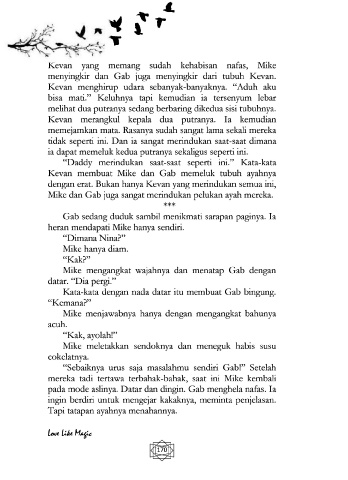 Kevan yang memang sudah kehabisan nafas, Mike
menyingkir dan Gab juga menyingkir dari tubuh Kevan.
Kevan menghirup udara sebanyak-banyaknya. “Aduh aku
bisa mati.” Keluhnya tapi kemudian ia tersenyum lebar
melihat dua putranya sedang berbaring dikedua sisi tubuhnya.
Kevan merangkul kepala dua putranya. Ia kemudian
memejamkan mata. Rasanya sudah sangat lama sekali mereka
tidak seperti ini. Dan ia sangat merindukan saat-saat dimana
ia dapat memeluk kedua putranya sekaligus seperti ini.
“Daddy merindukan saat-saat seperti ini.” Kata-kata
Kevan membuat Mike dan Gab memeluk tubuh ayahnya
dengan erat. Bukan hanya Kevan yang merindukan semua ini,
Mike dan Gab juga sangat merindukan pelukan ayah mereka.
***
Gab sedang duduk sambil menikmati sarapan paginya. Ia
heran mendapati Mike hanya sendiri.
“Dimana Nina?”
Mike hanya diam.
“Kak?”
Mike mengangkat wajahnya dan menatap Gab dengan
datar. “Dia pergi.”
Kata-kata dengan nada datar itu membuat Gab bingung.
“Kemana?”
Mike menjawabnya hanya dengan mengangkat bahunya
acuh.
“Kak, ayolah!”
Mike meletakkan sendoknya dan meneguk habis susu
cokelatnya.
“Sebaiknya urus saja masalahmu sendiri Gab!” Setelah
mereka tadi tertawa terbahak-bahak, saat ini Mike kembali
pada mode aslinya. Datar dan dingin. Gab menghela nafas. Ia
ingin berdiri untuk mengejar kakaknya, meminta penjelasan.
Tapi tatapan ayahnya menahannya.
Love Like Magic
170